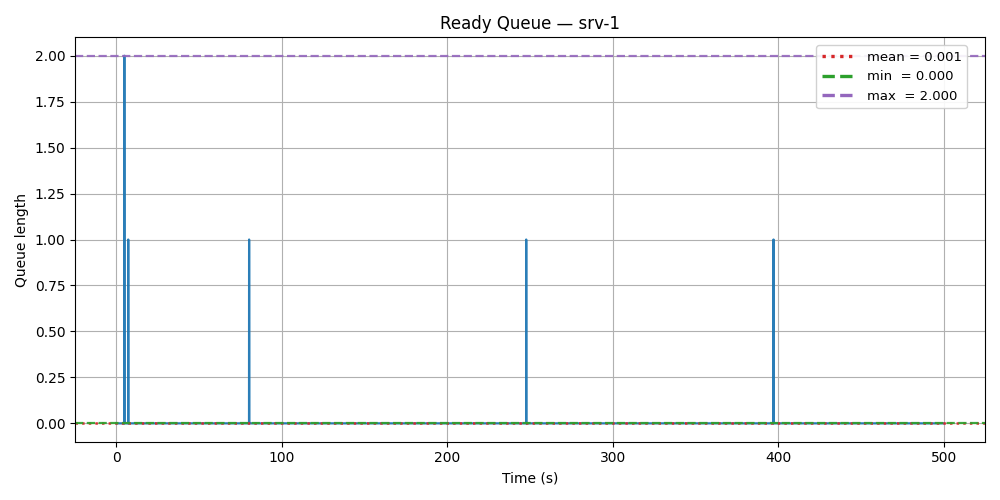 Ready Queue — srv-1
mean = 0.001
min = 0.000
max = 2.000
Queue length
2.00
1.75
1.50
1.25
1.00
0.75
0.50
0.25
0.00
0 100 200 300 400 500
Time (s)